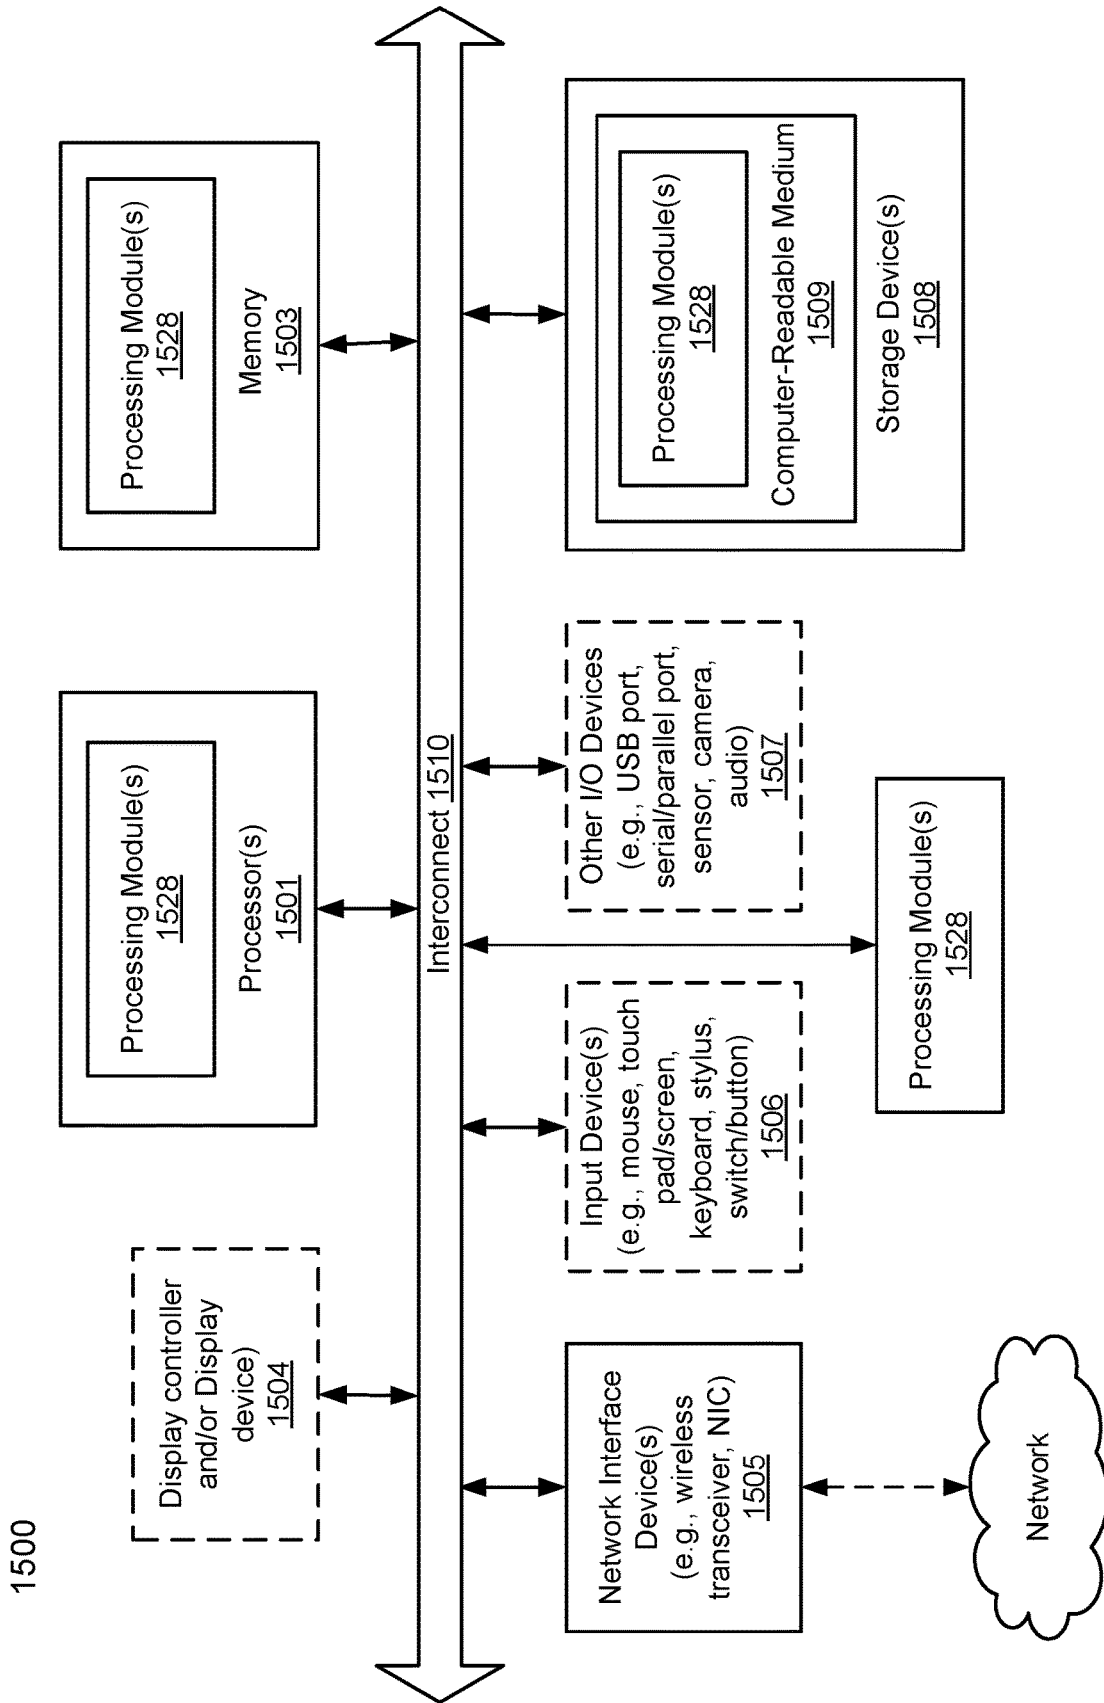 1500
Display controller
and/or Display
device)
1504
Processing Module(s)
1528
Processor(s)
1501
Processing Module(s)
1528
Memory
1503
Interconnect 1510
Network Interface
Device(s)
(e.g., wireless
transceiver, NIC)
1505
Input Device(s)
(e.g., mouse, touch
pad/screen,
keyboard, stylus,
switch/button)
1506
Other I/O Devices
(e.g., USB port,
serial/parallel port,
sensor, camera,
audio)
1507
Processing Module(s)
1528
Computer-Readable Medium
1509
Storage Device(s)
1508
Processing Module(s)
1528
Network